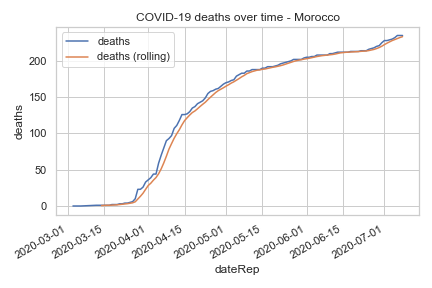 COVID-19 deaths over time - Morocco
deaths
deaths (rolling)
deaths
200
150
100
50
0
2020-03-01
2020-03-15
2020-04-01
2020-04-15
2020-05-01
2020-05-15
2020-06-01
2020-06-15
2020-07-01
dateRep